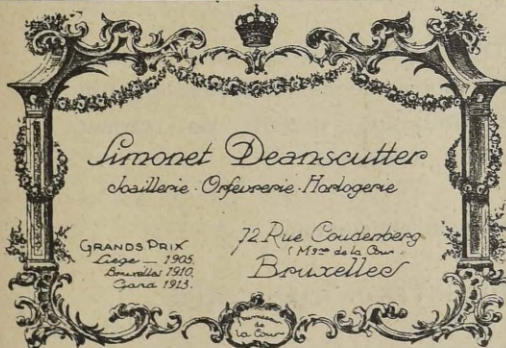 Simonet Deanscutter
Joaillerie · Orfèvrerie · Horlogerie
GRANDS PRIX
Liège — 1905.
Bruxelles 1910.
Gand 1913.
72 Rue Coudenberg
(M⁠gne de la Cour)
Bruxelles
de
la Cour